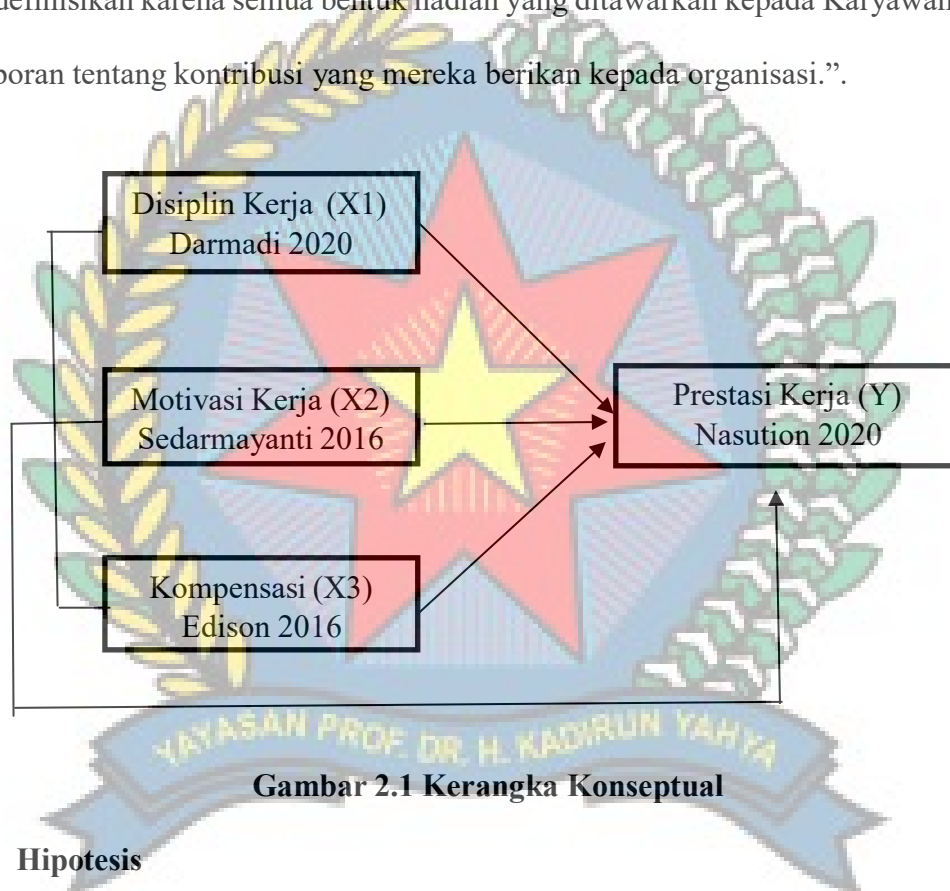 karena semua bentuk hadiah yang ditawarkan kepada Karyawan
tentang kontribusi yang mereka berikan kepada organisasi.”.
Disiplin Kerja (X1)
Darmadi 2020
Motivasi Kerja (X2)
Sedarmayanti 2016
Prestasi Kerja (Y)
Nasution 2020
Kompensasi (X3)
Edison 2016
YAYASAN PROF. DR. H. KADIRUN YAHYA
Gambar 2.1 Kerangka Konseptual
Hipotesis